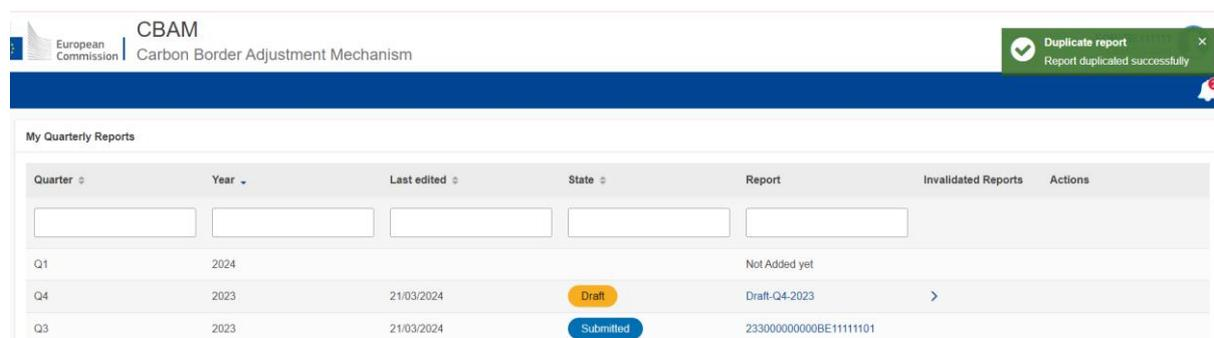 CBAM
European
Commission
Carbon Border Adjustment Mechanism
Duplicate report
Report duplicated successfully
My Quarterly Reports
Quarter Year Last edited State Report Invalidated Reports Actions
Q1 2024 Not Added yet
Q4 2023 21/03/2024 Draft Draft-Q4-2023
Q3 2023 21/03/2024 Submitted 233000000000BE11111101